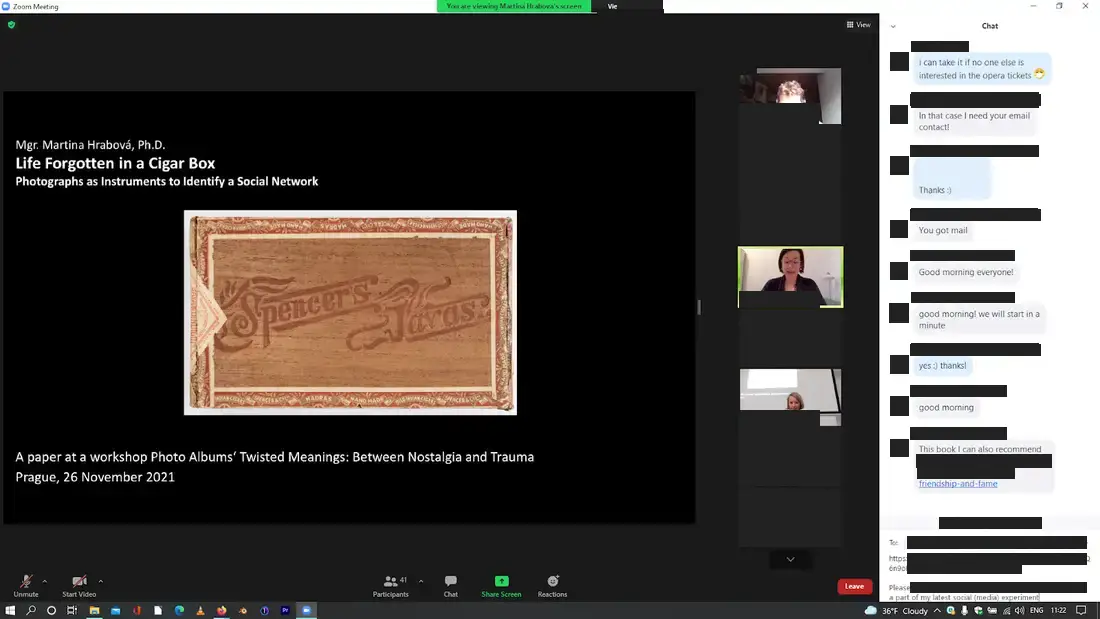 Zoom Meeting
You are viewing Martina Hrabova's screen
Vie
View
Chat
i can take it if no one else is
interested in the opera tickets
In that case I need your email
contact!
Thanks :)
You got mail
Good morning everyone!
good morning! we will start in a
minute
yes :) thanks!
good morning
This book I can also recommend
friendship-and-fame
To:
https:
Please
a part of my latest social (media) experiment
Mgr. Martina Hrabová, Ph.D.
Life Forgotten in a Cigar Box
Photographs as Instruments to Identify a Social Network
Spencer's
Javas
A paper at a workshop Photo Albums‘ Twisted Meanings: Between Nostalgia and Trauma
Prague, 26 November 2021
Unmute
Start Video
Participants
41
Chat
Share Screen
Reactions
Leave
36°F Cloudy
ENG
11:22